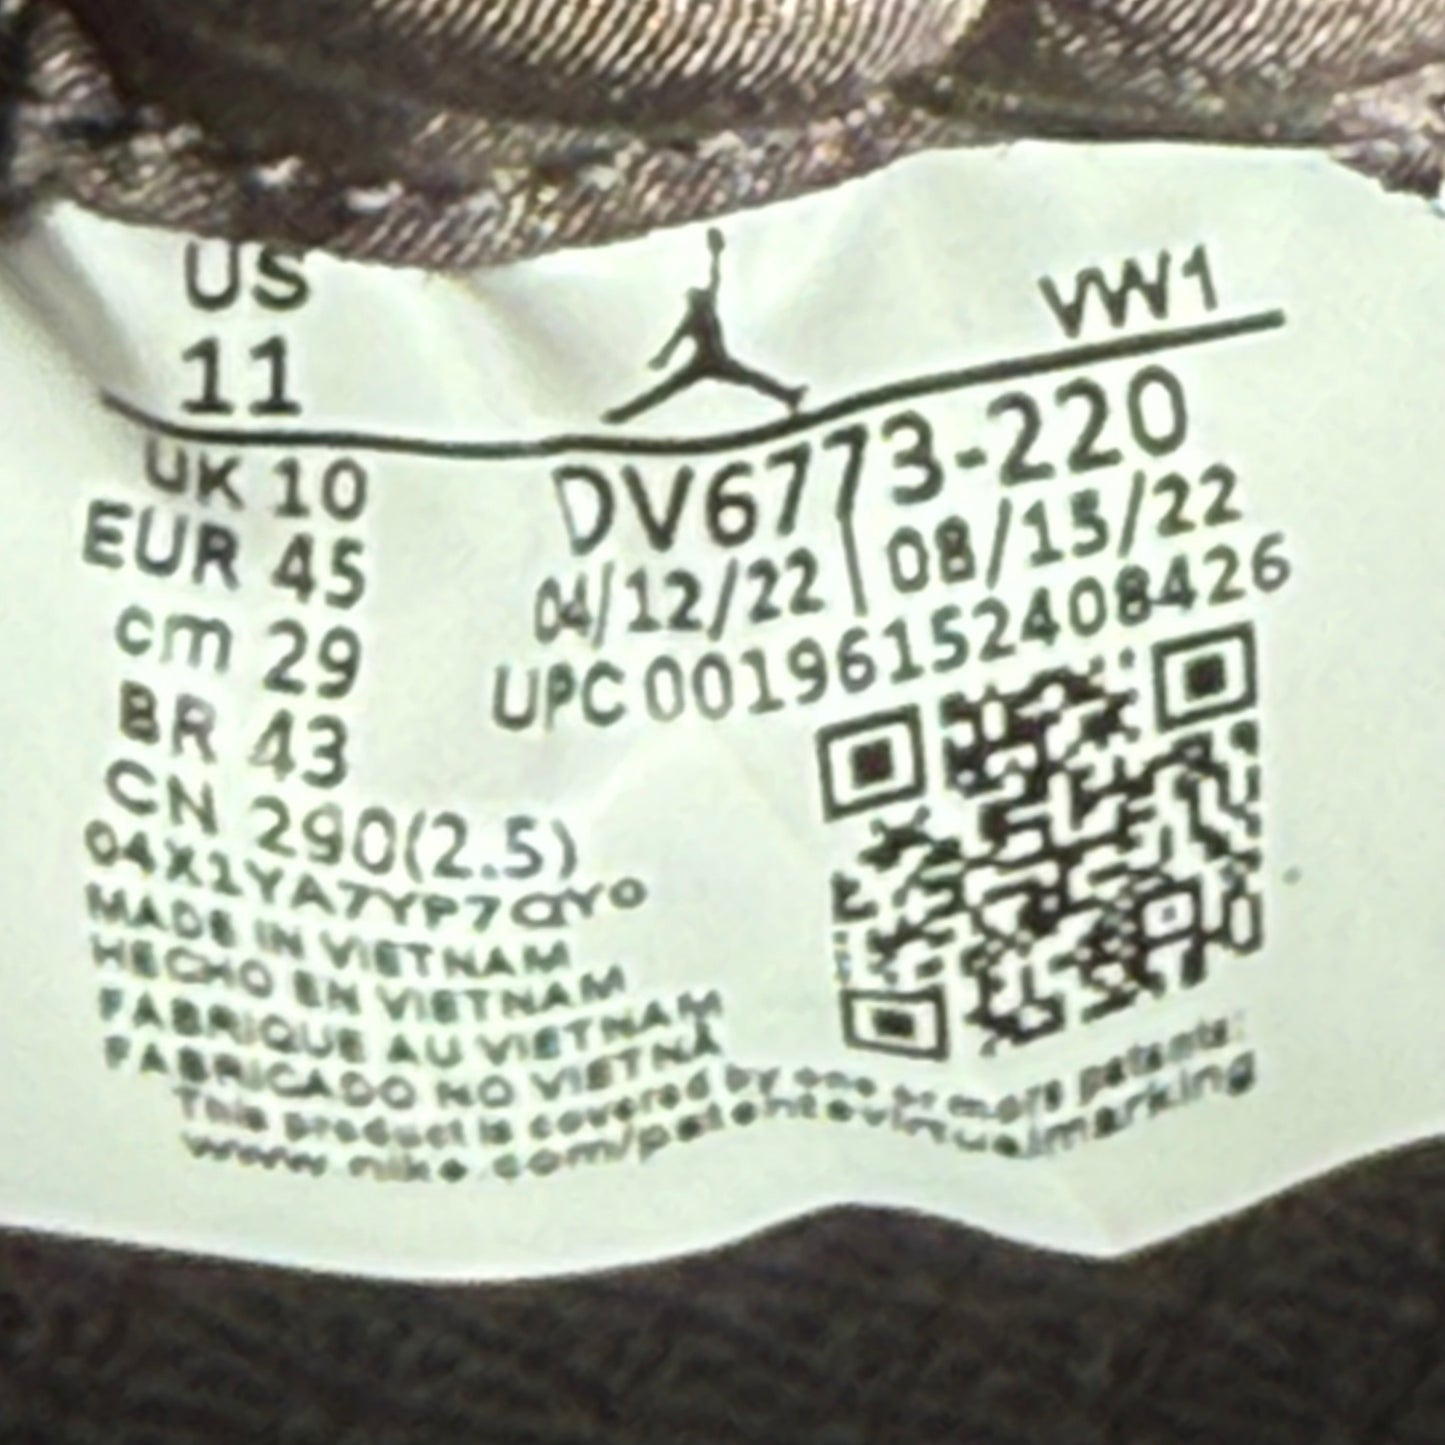 US
11
VW1
UK 10
EUR 45
cm 29
BR 43
CN 290(2.5)
DV6773-220
04/12/22 | 08/15/22
UPC 00196152408426
04X1YA7YP7QY0
MADE IN VIETNAM
HECHO EN VIETNAM
FABRIQUE AU VIETNAM
FABRICADO NO VIETNÃ
This product is covered by one or more patents:
www.nike.com/patentsvirtualmarking